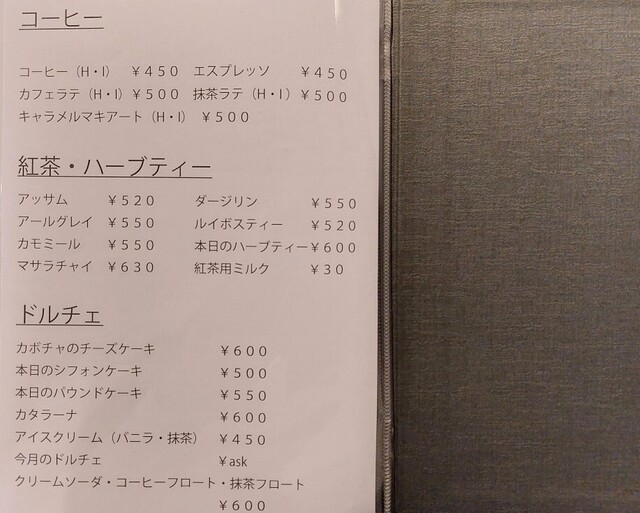 コーヒー
コーヒー（H・I） ￥４５０ エスプレッソ ￥４５０
カフェラテ（H・I）￥５００ 抹茶ラテ（H・I）￥５００
キャラメルマキアート（H・I） ￥５００
紅茶・ハーブティー
アッサム ￥５２０ ダージリン ￥５５０
アールグレイ ￥５５０ ルイボスティー ￥５２０
カモミール ￥５５０ 本日のハーブティー￥６００
マサラチャイ ￥６３０ 紅茶用ミルク ￥３０
ドルチェ
カボチャのチーズケーキ ￥６００
本日のシフォンケーキ ￥５００
本日のパウンドケーキ ￥５５０
カタラーナ ￥６００
アイスクリーム（バニラ・抹茶） ￥４５０
今月のドルチェ ￥ask
クリームソーダ・コーヒーフロート・抹茶フロート
￥６００